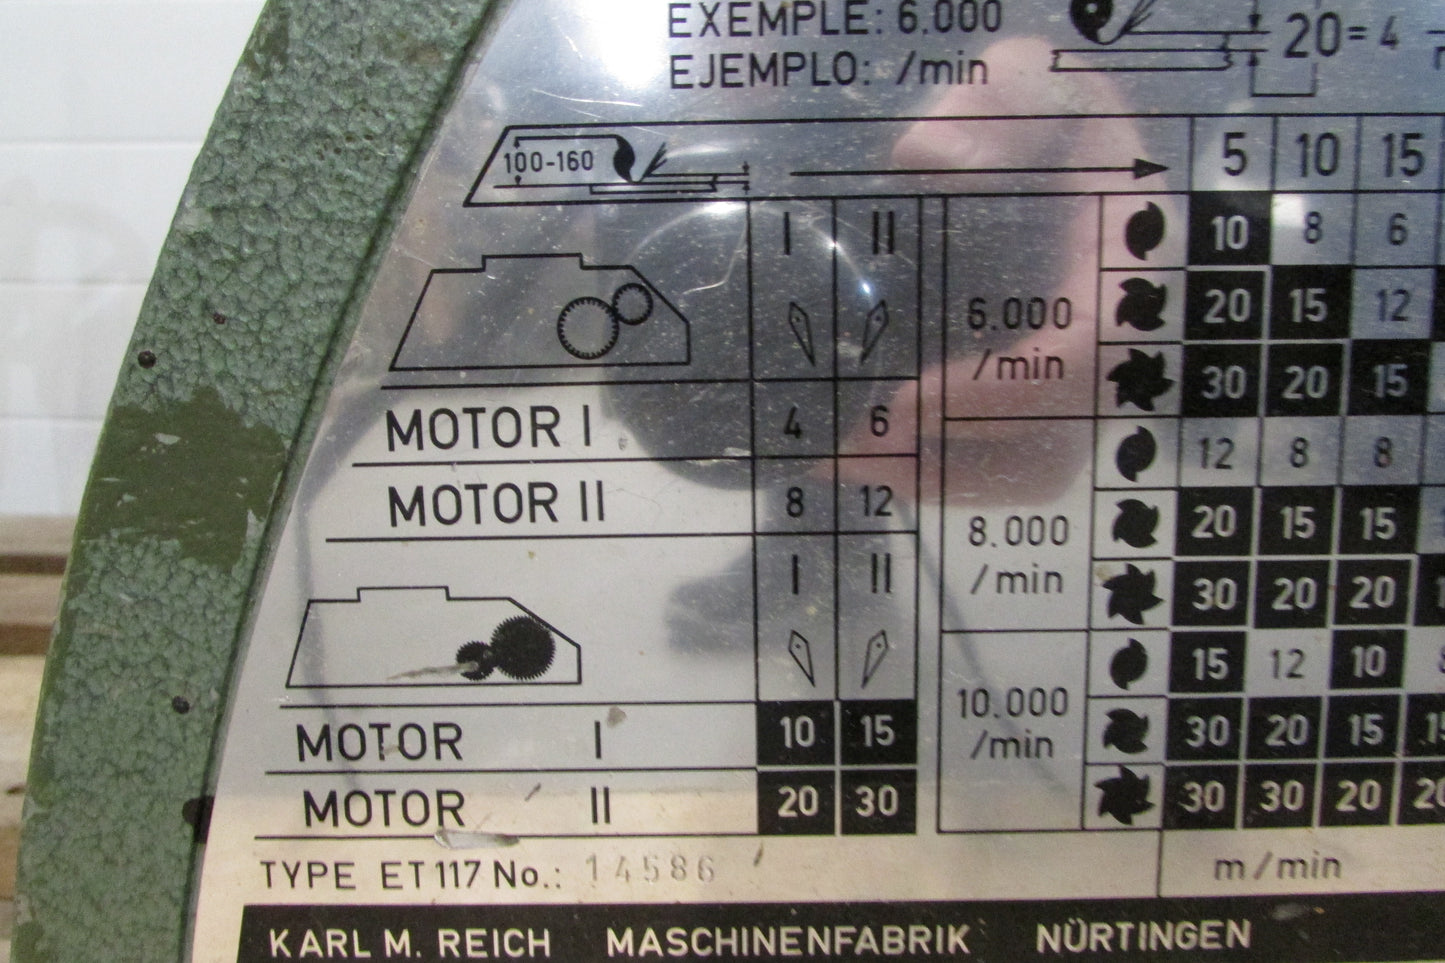 EXEMPLE: 6.000
EJEMPLO: /min
20 = 4
100-160
5 10 15
I II
6.000
/min
10 8 6
20 15 12
30 20 15
MOTOR I 4 6
MOTOR II 8 12
8.000
/min
12 8 8
20 15 15
30 20 20
I II
10.000
/min
15 12 10
30 20 15 15
30 30 20 20
MOTOR I 10 15
MOTOR II 20 30
TYPE ET 117 No.: 14586
m/min
KARL M. REICH MASCHINENFABRIK NÜRTINGEN